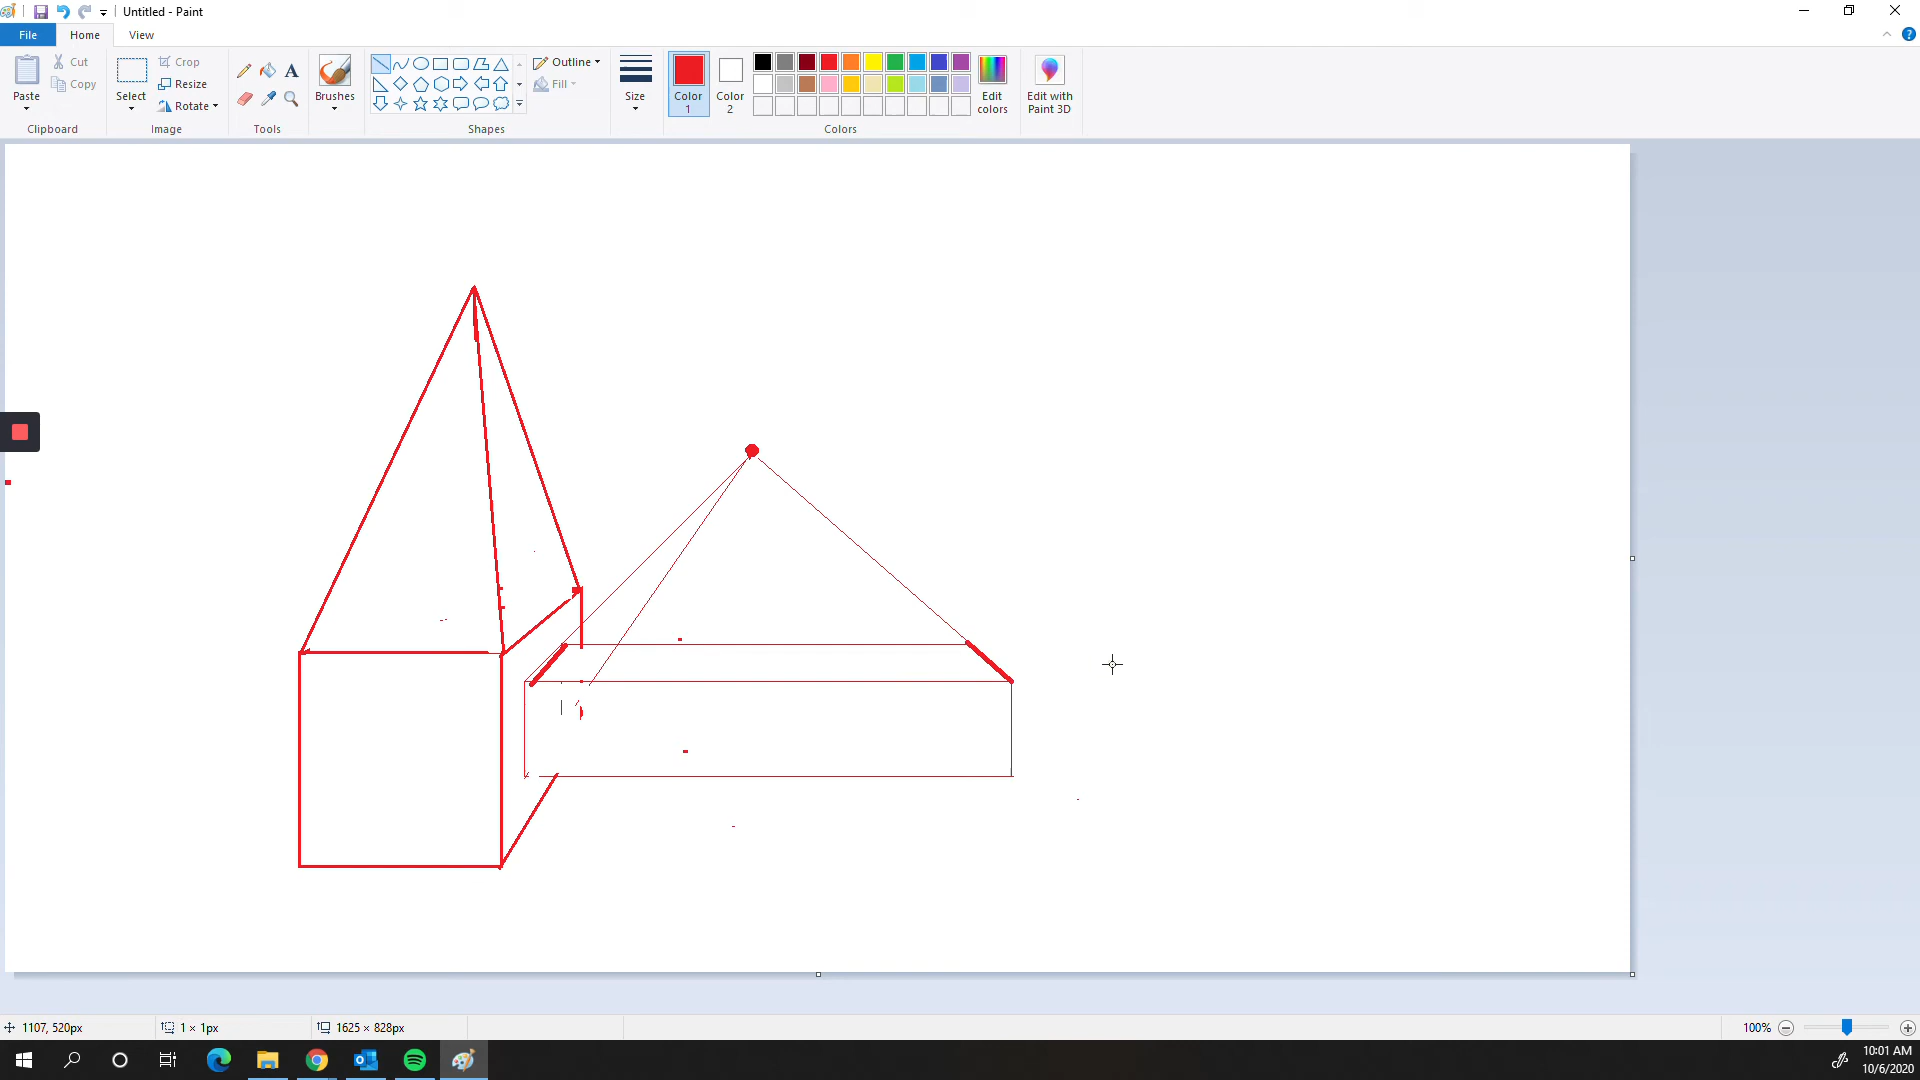 Untitled - Paint
File Home View
Paste
Cut
Copy
Clipboard
Select
Crop
Resize
Rotate
Image
A
Tools
Brushes
Shapes
Outline
Fill
Size
Color 1
Color 2
Edit colors
Colors
Edit with Paint 3D
1107, 520px
1 × 1px
1625 × 828px
100%
10:01 AM
10/6/2020